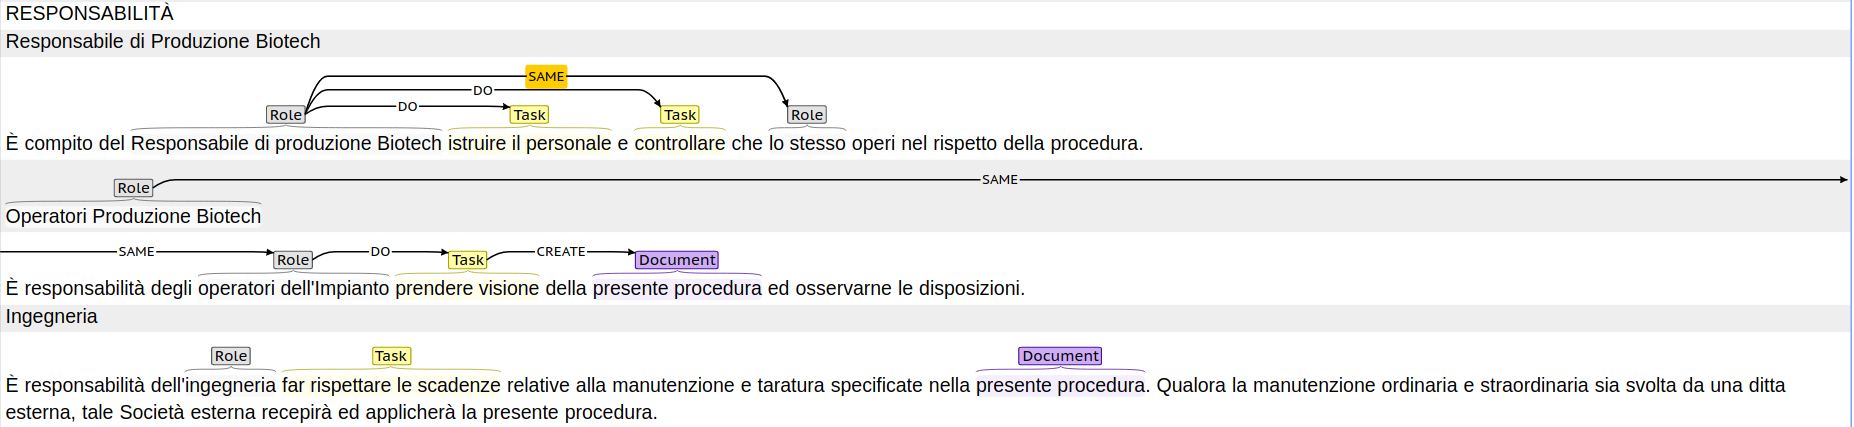 RESPONSABILITÀ
Responsabile di Produzione Biotech
SAME
DO
DO
Role Task Task Role
È compito del Responsabile di produzione Biotech istruire il personale e controllare che lo stesso operi nel rispetto della procedura.
Role SAME
Operatori Produzione Biotech
SAME DO CREATE
Role Task Document
È responsabilità degli operatori dell'Impianto prendere visione della presente procedura ed osservarne le disposizioni.
Ingegneria
Role Task Document
È responsabilità dell'ingegneria far rispettare le scadenze relative alla manutenzione e taratura specificate nella presente procedura. Qualora la manutenzione ordinaria e straordinaria sia svolta da una ditta
esterna, tale Società esterna recepirà ed applicherà la presente procedura.